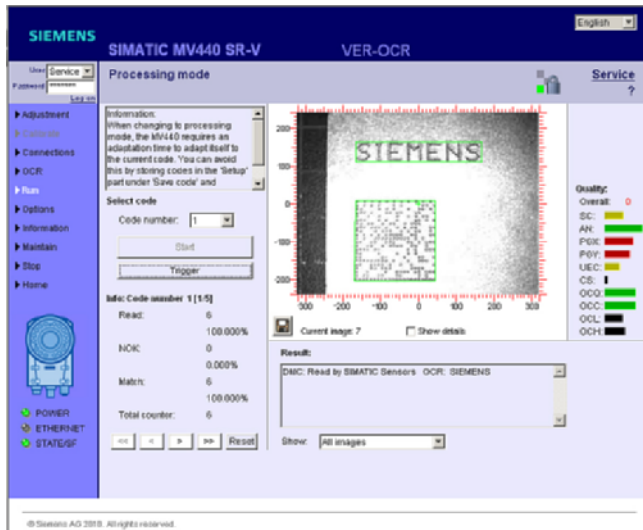 English
SIEMENS
SIMATIC MV440 SR-V
VER-OCR
User Service
Password
Log on
Processing mode
Service
?
Adjustment
Connections
OCR
Run
Options
Information
Maintain
Stop
Home
Information:
When changing to processing
mode, the MV440 requires an
adaptation time to adapt itself to
the current code. You can avoid
this by storing codes in the 'Setup'
part under 'Save code' and
Select code
Code number: 1
Start
Trigger
Info: Code number 1 [1/5]
Read: 6
100.000%
NOK: 0
0.000%
Match: 6
100.000%
Total counter: 6
<< < > >> Reset
200
100
0
-100
-200
-300 -200 -100 0 100 200 300
SIEMENS
Current image: 7
Show details
Quality:
Overall: 0
SC:
AN:
PGX:
PGY:
UEC:
CS:
OCQ:
OCC:
OCL:
OCH:
Result:
DMC: Read by SIMATIC Sensors OCR: SIEMENS
Show: All images
POWER
ETHERNET
STATE/SF
© Siemens AG 2010. All rights reserved.